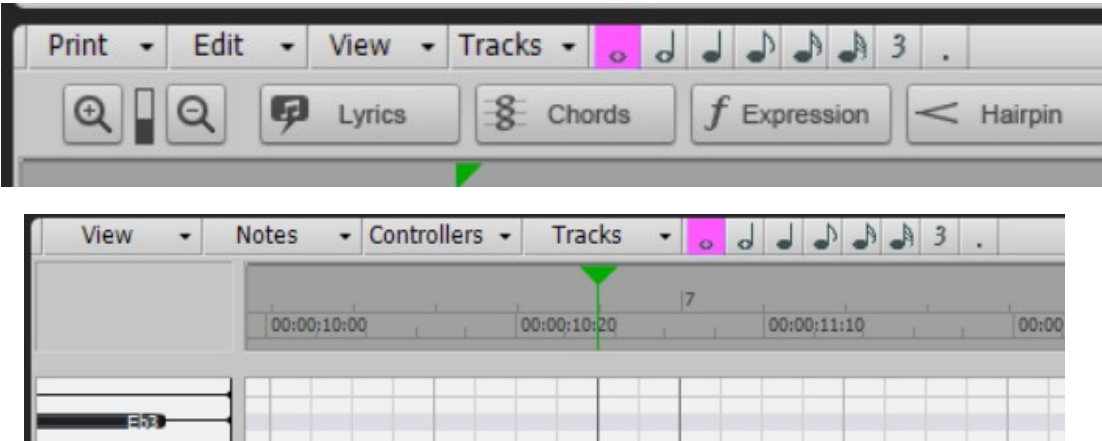 Print Edit View Tracks 3 .
Lyrics Chords f Expression < Hairpin
View Notes Controllers Tracks 3 .
7
00:00;10:00 00:00;10:20 00:00;11:10 00:00
Eb3